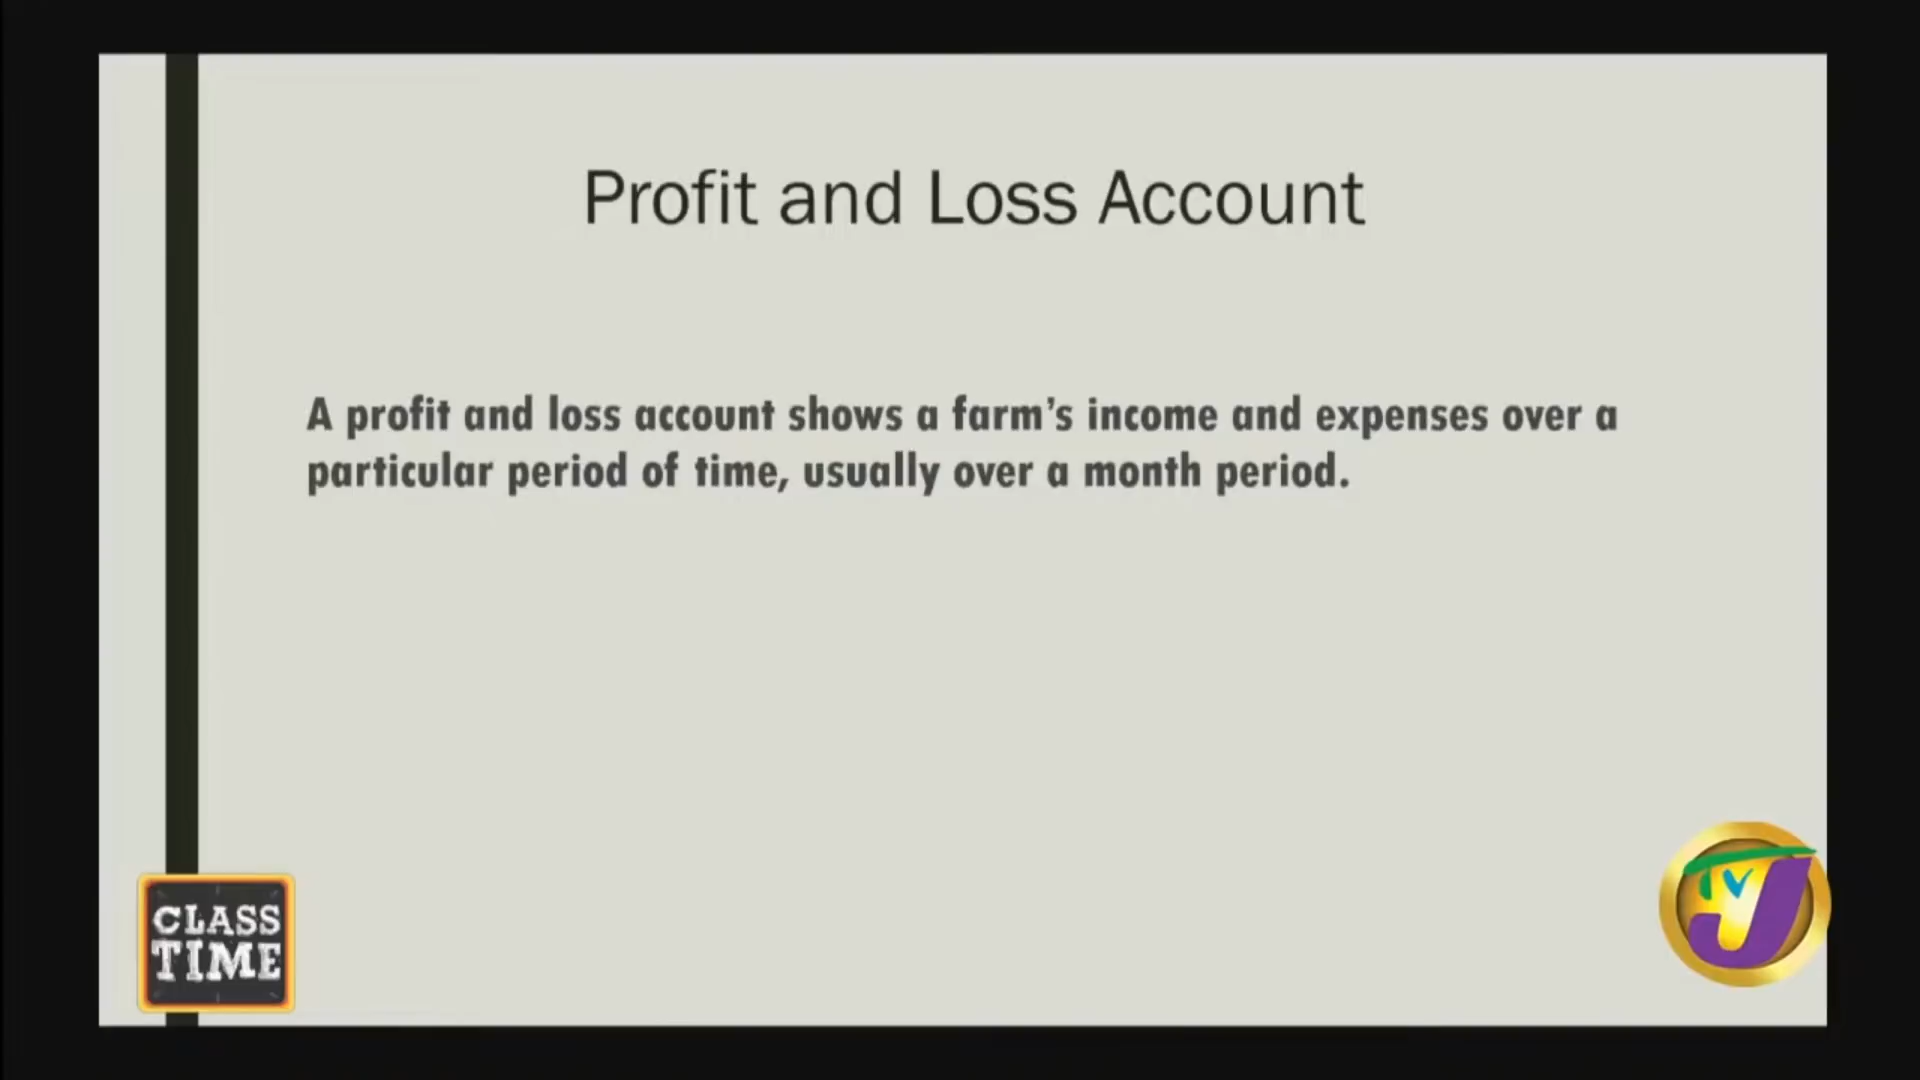 Profit and Loss Account
A profit and loss account shows a farm's income and expenses over a
particular period of time, usually over a month period.
CLASS
TIME
TVJ